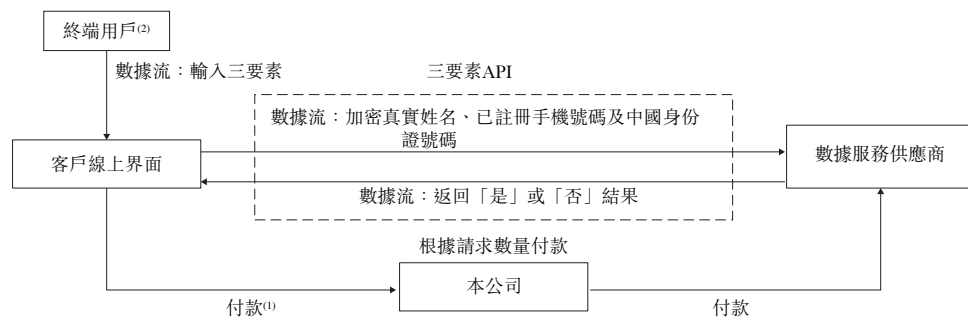 終端用戶(2)
數據流：輸入三要素
三要素API
數據流：加密真實姓名、已註冊手機號碼及中國身份
證號碼
客戶線上界面
數據服務供應商
數據流：返回「是」或「否」結果
根據請求數量付款
本公司
付款(1)
付款